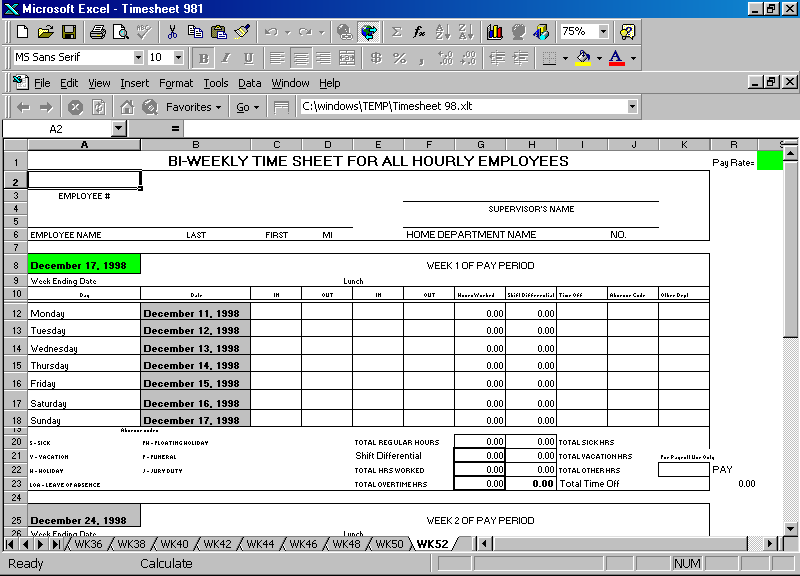 Microsoft Excel - Timesheet 981
75%
MS Sans Serif 10 B I U $ % ,
File Edit View Insert Format Tools Data Window Help
Favorites Go C:\windows\TEMP\Timesheet 98.xlt
A2 =
A B C D E F G H I J K R S
1 BI-WEEKLY TIME SHEET FOR ALL HOURLY EMPLOYEES Pay Rate=
2
3 EMPLOYEE #
4 SUPERVISOR'S NAME
5
6 EMPLOYEE NAME LAST FIRST MI HOME DEPARTMENT NAME NO.
7
8 December 17, 1998 WEEK 1 OF PAY PERIOD
9 Week Ending Date Lunch
10 Day Date IN OUT IN OUT Hours Worked Shift Differential Time Off Absence Code Other Dept
12 Monday December 11, 1998 0.00 0.00
13 Tuesday December 12, 1998 0.00 0.00
14 Wednesday December 13, 1998 0.00 0.00
15 Thursday December 14, 1998 0.00 0.00
16 Friday December 15, 1998 0.00 0.00
17 Saturday December 16, 1998 0.00 0.00
18 Sunday December 17, 1998 0.00 0.00
19 Absence codes
20 S - SICK FH - FLOATING HOLIDAY TOTAL REGULAR HOURS 0.00 0.00 TOTAL SICK HRS
21 V - VACATION F - FUNERAL Shift Differential 0.00 0.00 TOTAL VACATION HRS For Payroll Use Only
22 H - HOLIDAY J - JURY DUTY TOTAL HRS WORKED 0.00 0.00 TOTAL OTHER HRS PAY
23 LOA - LEAVE OF ABSENCE TOTAL OVERTIME HRS 0.00 0.00 Total Time Off 0.00
24
25 December 24, 1998 WEEK 2 OF PAY PERIOD
26 Week Ending Date Lunch
WK36 WK38 WK40 WK42 WK44 WK46 WK48 WK50 WK52
Ready Calculate NUM